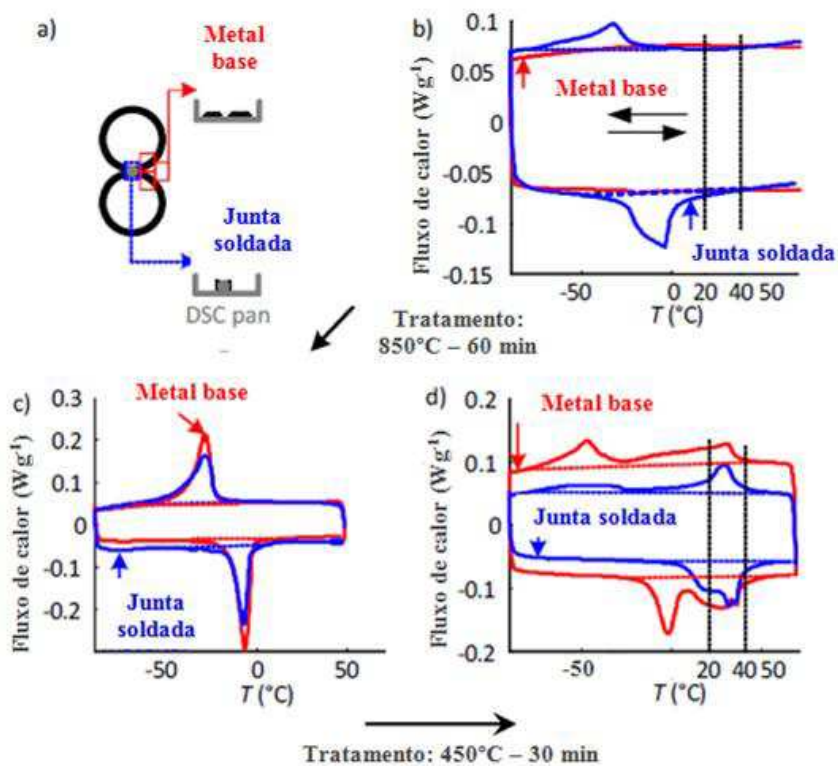 a)
Metal
base
Junta
soldada
DSC pan
b)
Fluxo de calor (Wg⁻¹)
0.1
0.05
0
-0.05
-0.1
-0.15
Metal base
Junta soldada
-50
0
20
40
50
T (°C)
Tratamento:
850°C – 60 min
c)
Fluxo de calor (Wg⁻¹)
0.3
0.2
0.1
0
-0.1
-0.2
Metal base
Junta
soldada
-50
0
50
T (°C)
d)
Fluxo de calor (Wg⁻¹)
0.2
0.1
0
-0.1
-0.2
Metal base
Junta soldada
-50
20
40
50
T (°C)
Tratamento: 450°C – 30 min